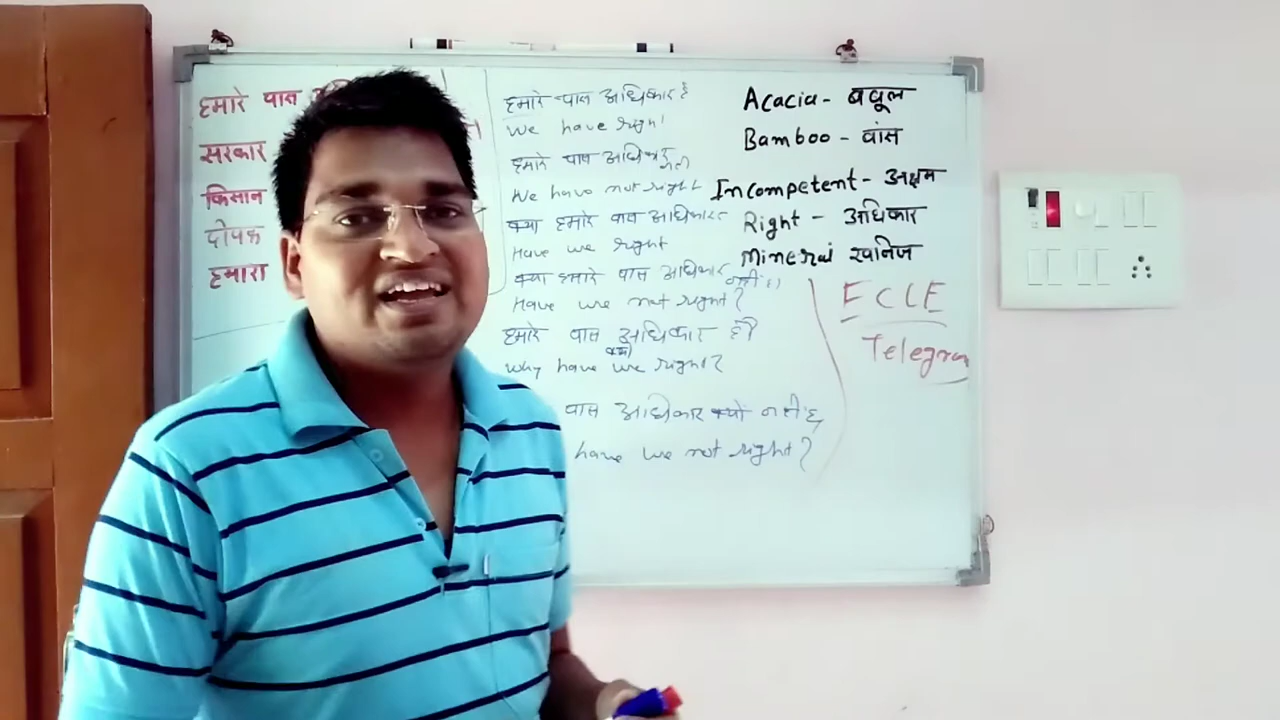 हमारे पास
सरकार
किसान
दीपक
हमारा
हमारे पास अधिकार है
We have right
हमारे पास अधिकार नहीं
We have not right
क्या हमारे पास अधिकार
Have we right
क्या हमारे पास अधिकार नहीं है
Have we not right?
हमारे पास अधिकार क्यों है
Why have we right?
पास अधिकार क्यों नहीं है
have we not right?
Acacia - बबूल
Bamboo - बांस
Incompetent - अक्षम
Right - अधिकार
Mineral खनिज
ECLE
Telegram